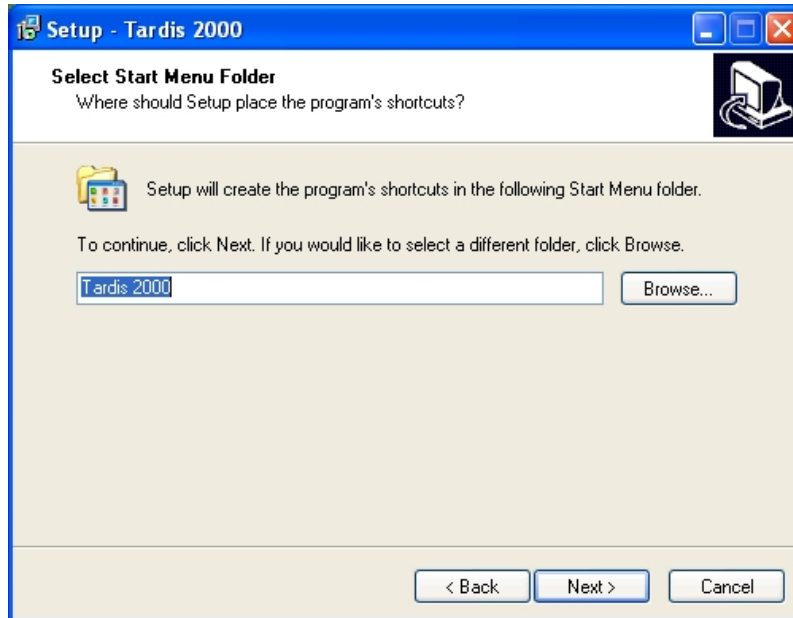 Setup - Tardis 2000
Select Start Menu Folder
Where should Setup place the program's shortcuts?
Setup will create the program's shortcuts in the following Start Menu folder.
To continue, click Next. If you would like to select a different folder, click Browse.
Tardis 2000
Browse...
< Back
Next >
Cancel